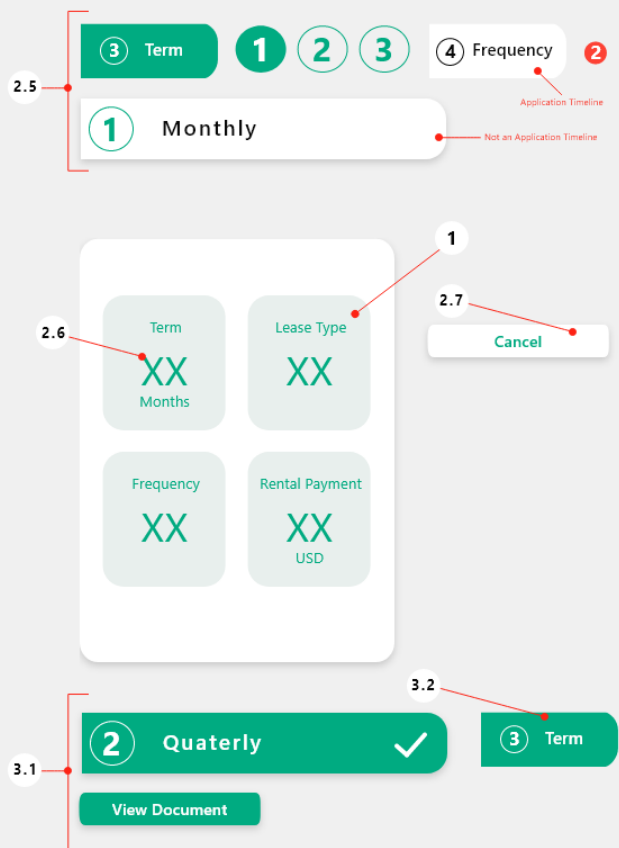 3 Term 1 2 3 4 Frequency 2
Application Timeline
2.5
1 Monthly
Not an Application Timeline
1
2.7
2.6
Term
XX
Months
Lease Type
XX
Cancel
Frequency
XX
Rental Payment
XX
USD
3.2
2 Quaterly
3 Term
3.1
View Document